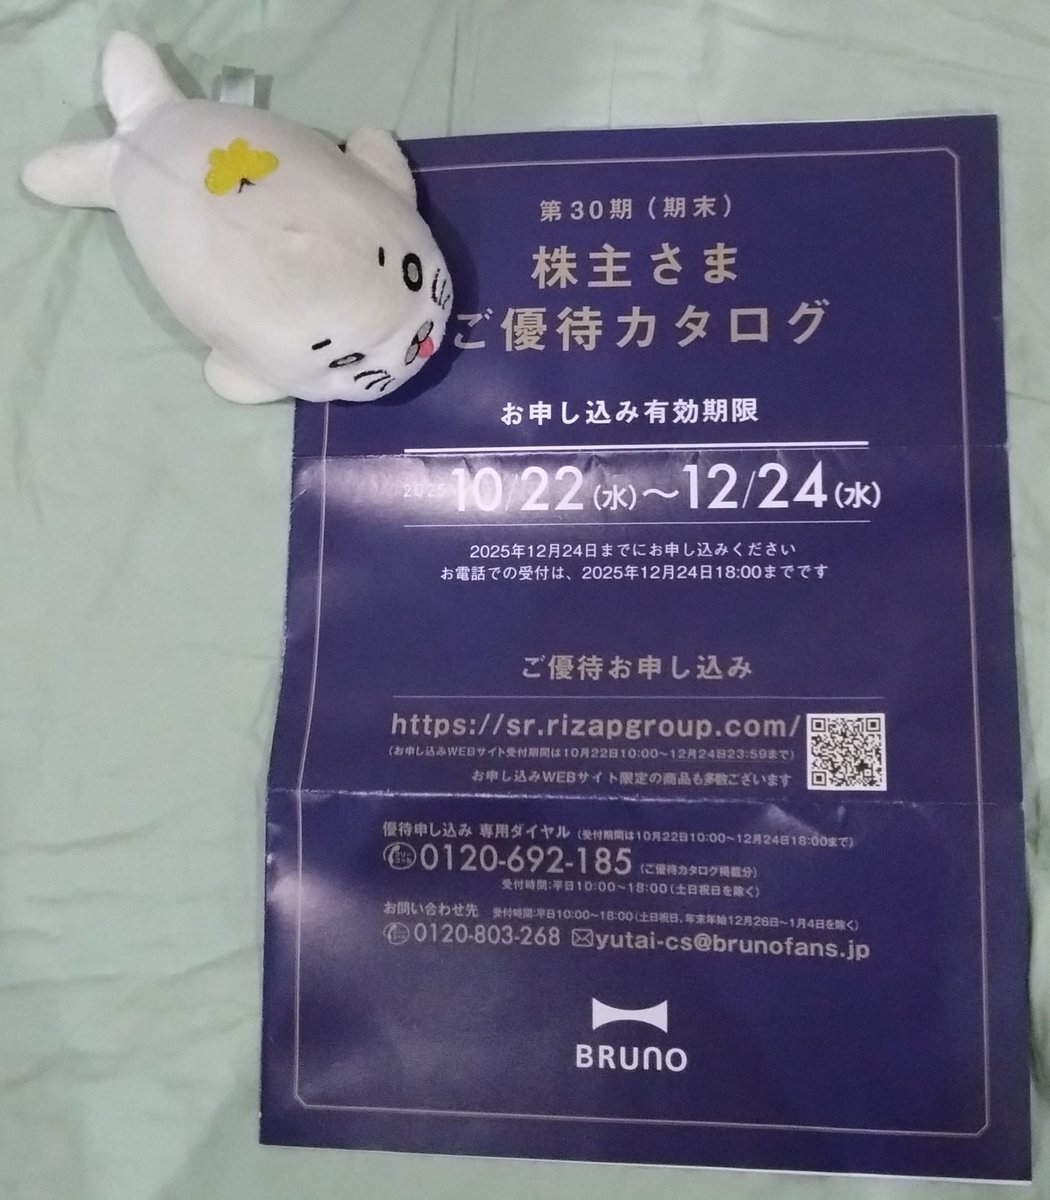 第30期（期末）
株主さま
ご優待カタログ
お申し込み有効期限
2025 10/22(水)～12/24(水)
2025年12月24日までにお申し込みください
お電話での受付は、2025年12月24日18:00までです
ご優待お申し込み
https://sr.rizapgroup.com/
（お申し込みWEBサイト受付期間は10月22日10:00～12月24日23:59まで）
お申し込みWEBサイト限定の商品も多数ございます
優待申し込み 専用ダイヤル（受付期間は10月22日10:00～12月24日18:00まで）
0120-692-185（ご優待カタログ掲載分）
受付時間:平日10:00～18:00（土日祝日を除く）
お問い合わせ先 受付時間:平日10:00～18:00（土日祝日、年末年始12月26日～1月4日を除く）
0120-803-268 yutai-cs@brunofans.jp
BRUNO